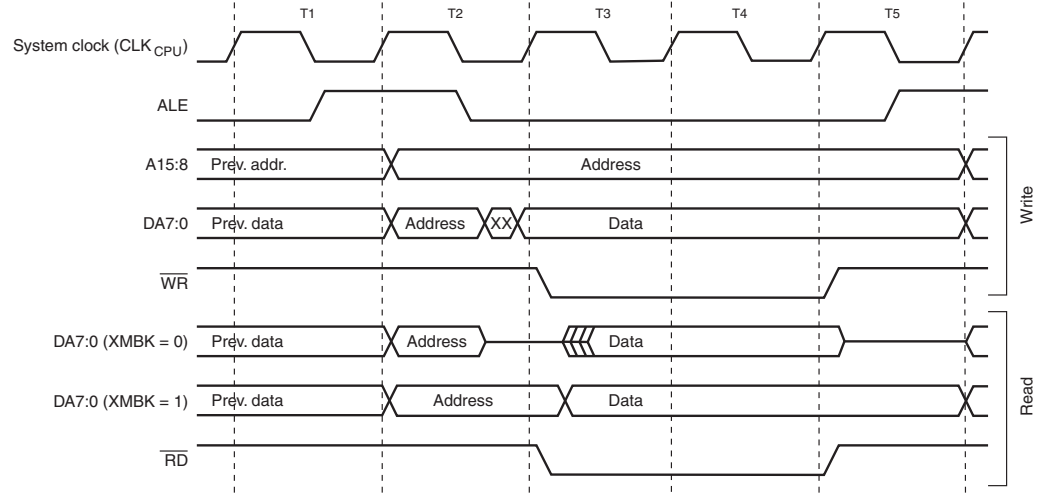 T1 T2 T3 T4 T5
System clock (CLK CPU)
ALE
A15:8 Prev. addr. Address
DA7:0 Prev. data Address XX Data
WR
Write
DA7:0 (XMBK = 0) Prev. data Address Data
DA7:0 (XMBK = 1) Prev. data Address Data
RD
Read